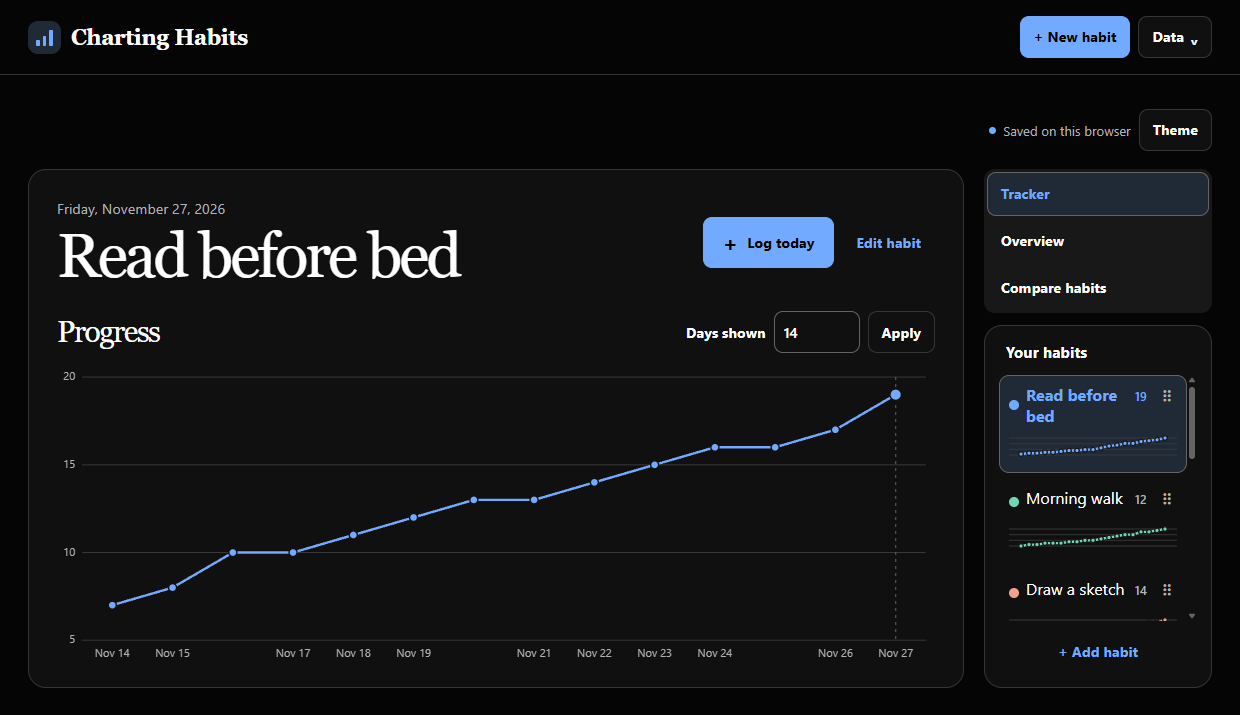 Charting Habits
+ New habit
Data
Saved on this browser
Theme
Friday, November 27, 2026
Read before bed
+ Log today
Edit habit
Progress
Days shown
14
Apply
20
15
10
5
Nov 14
Nov 15
Nov 17
Nov 18
Nov 19
Nov 21
Nov 22
Nov 23
Nov 24
Nov 26
Nov 27
Tracker
Overview
Compare habits
Your habits
Read before
bed
19
Morning walk
12
Draw a sketch
14
+ Add habit